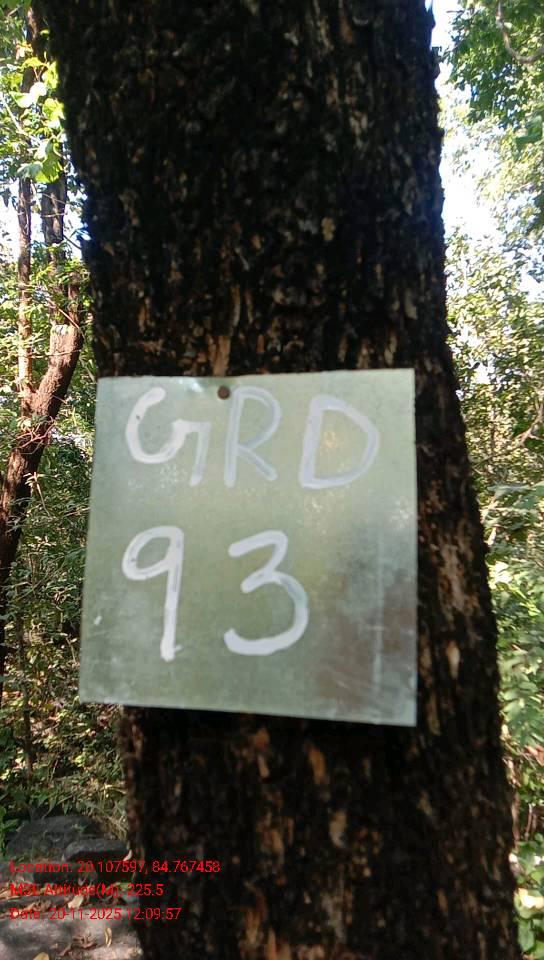 GRD
93
Location: 20.107597, 84.767458
MSL Altitude(M): 225.5
Date: 20-11-2025 12:09:57